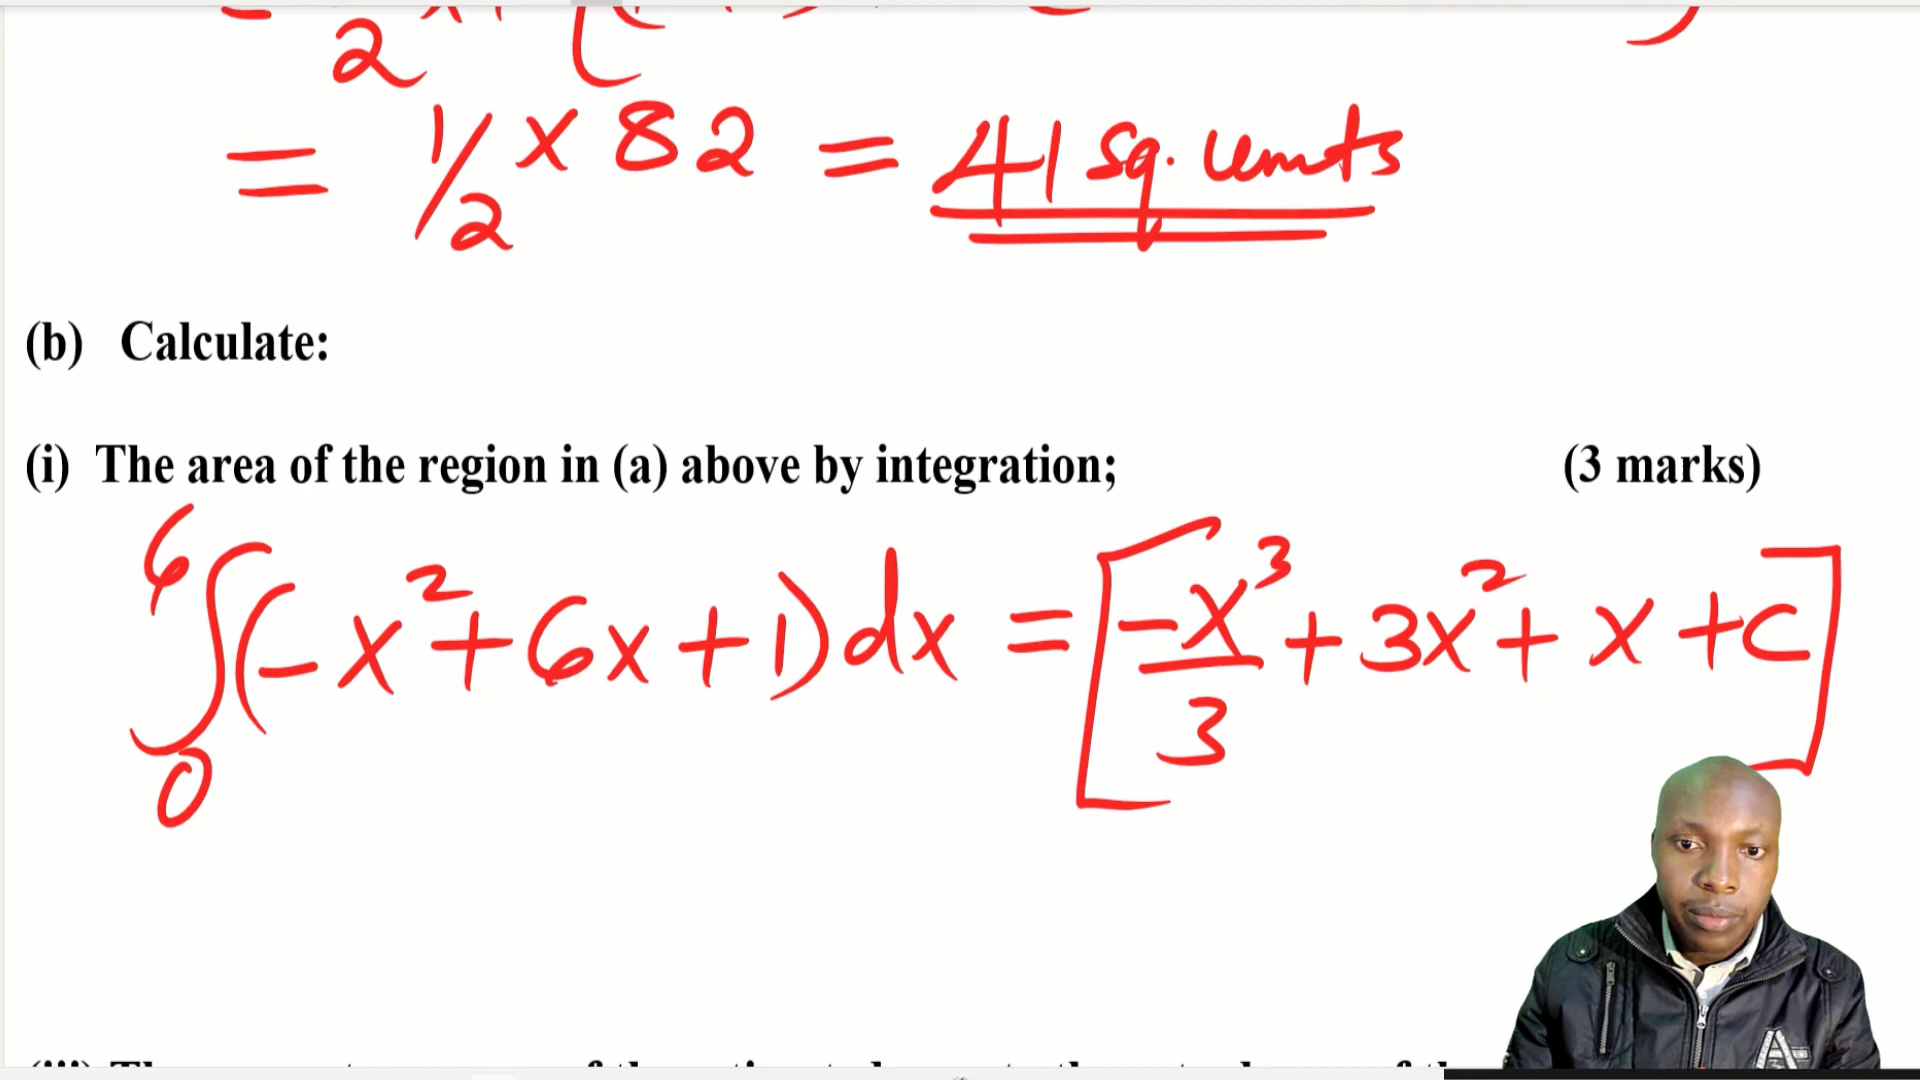 2
= 1/2 × 82 = 41 sq. units
(b) Calculate:
(i) The area of the region in (a) above by integration; (3 marks)
∫₀⁶(-x²+6x+1)dx = [-x³/3 + 3x² + x + c]